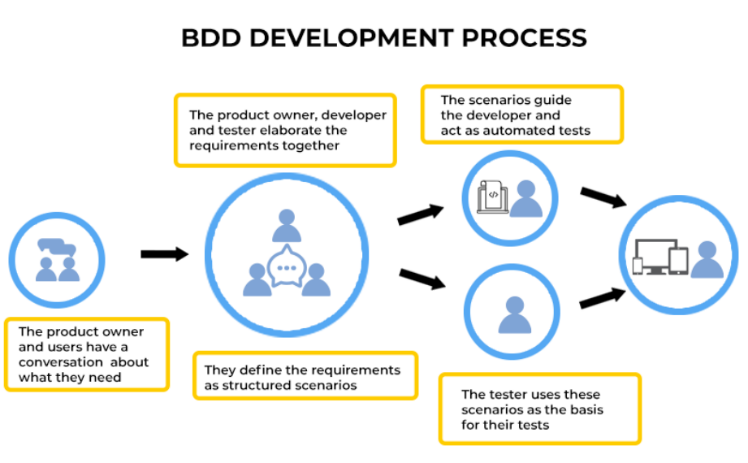 BDD DEVELOPMENT PROCESS
The product owner
and users have a
conversation about
what they need
The product owner, developer
and tester elaborate the
requirements together
They define the requirements
as structured scenarios
The scenarios guide
the developer and
act as automated tests
</>
The tester uses these
scenarios as the basis
for their tests